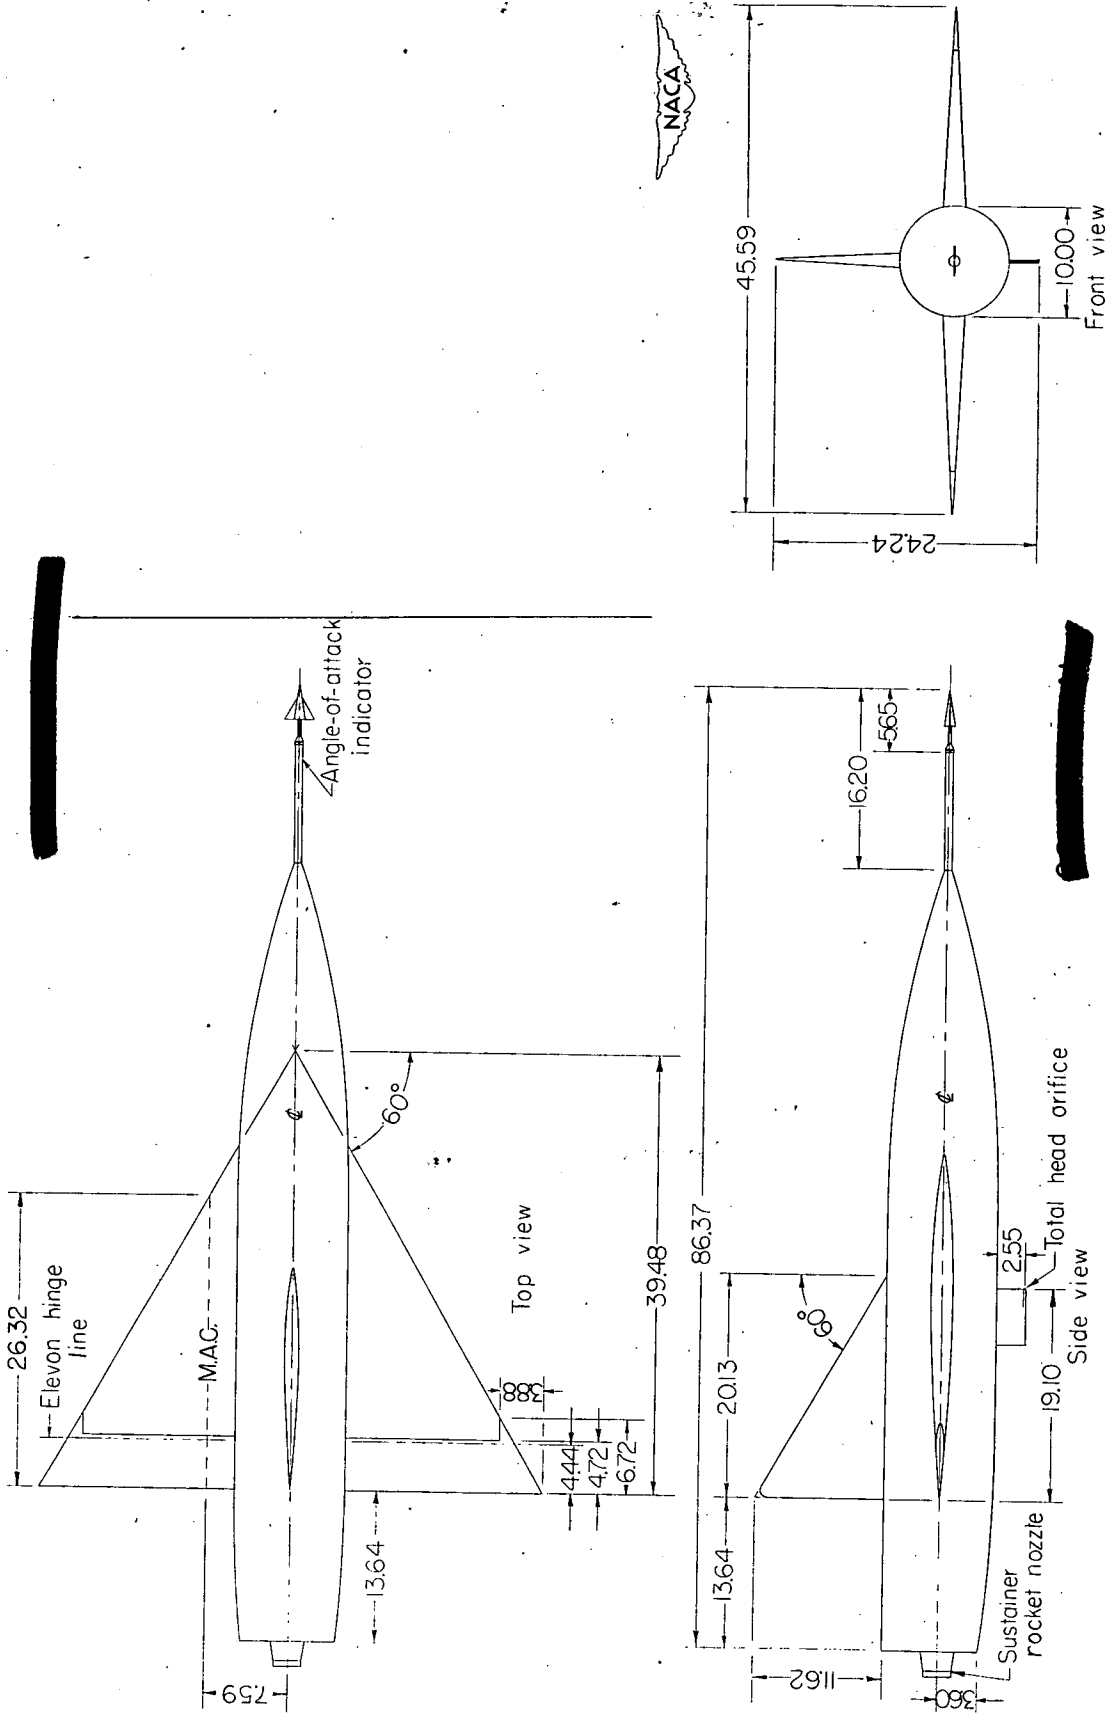 26.32
Elevon hinge
line
M.A.C.
Angle-of-attack
indicator
60°
Top view
3.88
4.44
4.72
6.72
39.48
13.64
7.59
NACA
45.59
24.24
10.00
Front view
86.37
16.20
5.65
20.13
60°
13.64
11.62
3.60
2.55
Total head orifice
19.10
Side view
Sustainer
rocket nozzle